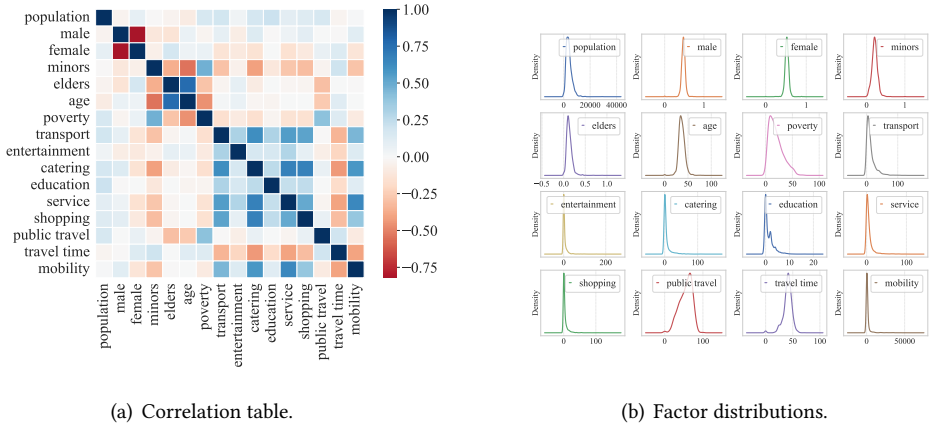 population
male
female
minors
elders
age
poverty
transport
entertainment
catering
education
service
shopping
public travel
travel time
mobility
population
male
female
minors
elders
age
poverty
transport
entertainment
catering
education
service
shopping
public travel
travel time
mobility
1.00
0.75
0.50
0.25
0.00
−0.25
−0.50
−0.75
(a) Correlation table.
Density population 0 20000 40000
Density male 0 1
Density female 0 1
Density minors 0 1
Density elders −0.5 0.0 0.5 1.0
Density age 0 50 100
Density poverty 0 50 100
Density transport 0 100
Density entertainment 0 200
Density catering 0 100
Density education 0 10 20
Density service 0 100
Density shopping 0 100
Density public travel 0 100
Density travel time 0 50 100
Density mobility 0 50000
(b) Factor distributions.